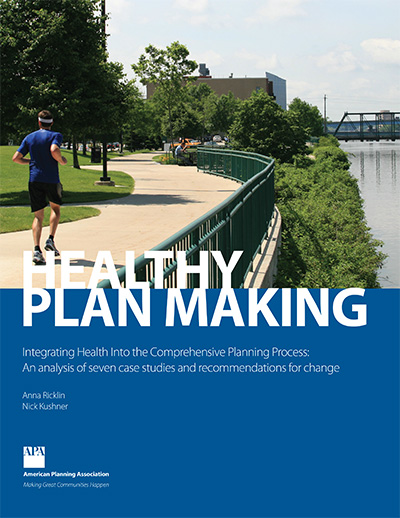 HEALTHY
PLAN MAKING
Integrating Health Into the Comprehensive Planning Process:
An analysis of seven case studies and recommendations for change
Anna Ricklin
Nick Kushner
APA
American Planning Association
Making Great Communities Happen